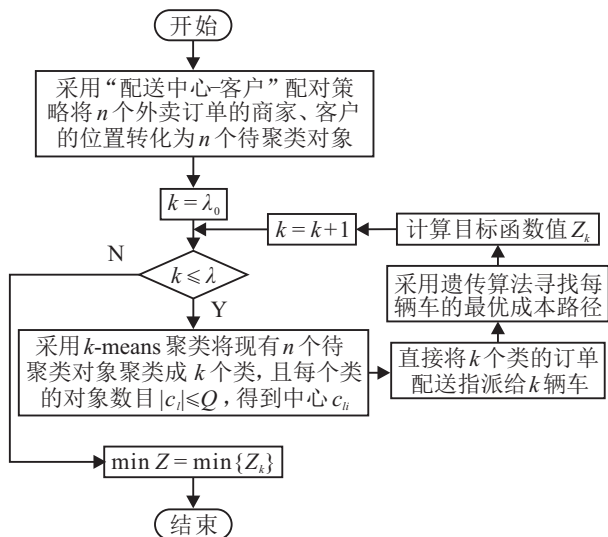 开始
采用“配送中心-客户”配对策
略将n个外卖订单的商家、客户
的位置转化为n个待聚类对象
k=λ₀
k=k+1
计算目标函数值Zₖ
N
k≤λ
Y
采用遗传算法寻找每
辆车的最优成本路径
采用k-means聚类将现有n个待
聚类对象聚类成k个类,且每个类
的对象数目|cₗ|≤Q,得到中心cₗᵢ
直接将k个类的订单
配送指派给k辆车
min Z=min{Zₖ}
结束